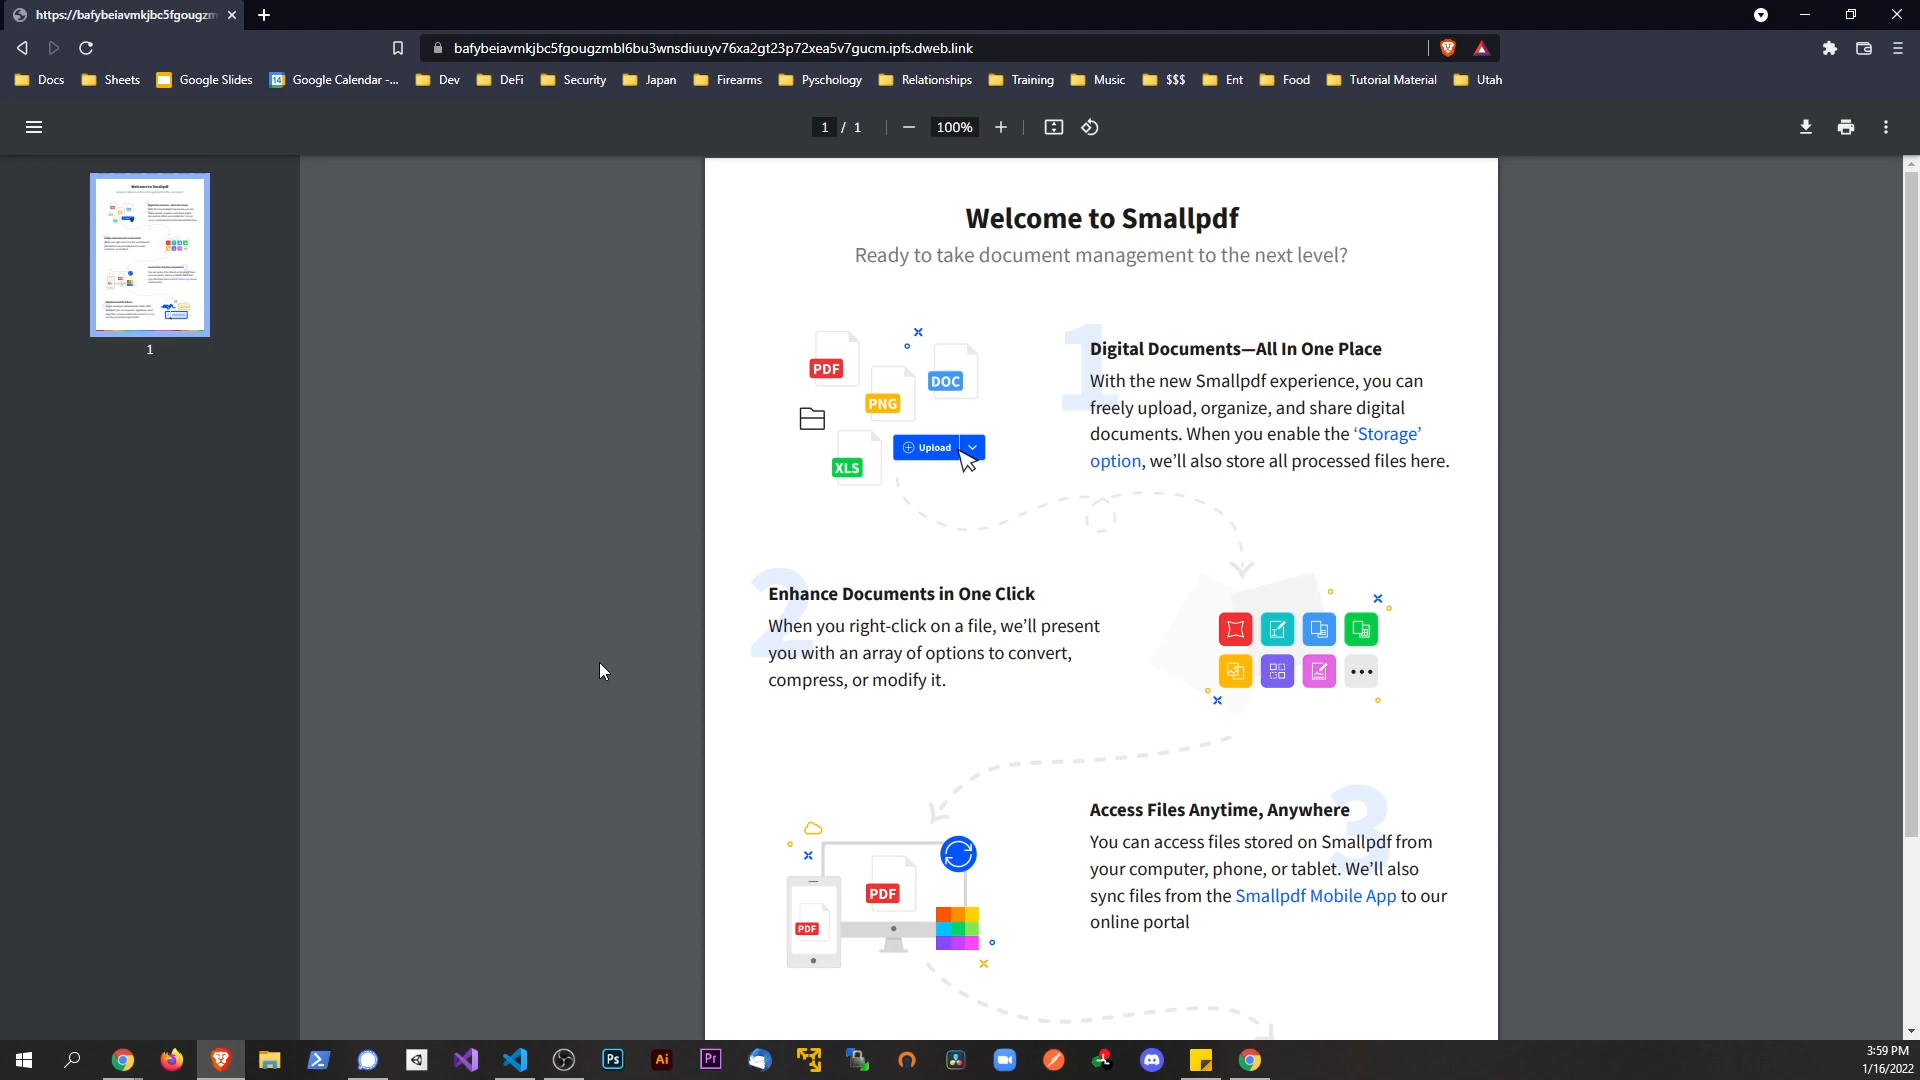 https://bafybeiavmkjbc5fgougzm
bafybeiavmkjbc5fgougzmbl6bu3wnsdiuuyv76xa2gt23p72xea5v7gucm.ipfs.dweb.link
Docs Sheets Google Slides Google Calendar -... Dev DeFi Security Japan Firearms Pyschology Relationships Training Music $$$ Ent Food Tutorial Material Utah
1 / 1 100%
1
Welcome to Smallpdf
Ready to take document management to the next level?
PDF
DOC
PNG
Upload
XLS
1
Digital Documents—All In One Place
With the new Smallpdf experience, you can
freely upload, organize, and share digital
documents. When you enable the ‘Storage’
option, we’ll also store all processed files here.
2
Enhance Documents in One Click
When you right-click on a file, we’ll present
you with an array of options to convert,
compress, or modify it.
3
Access Files Anytime, Anywhere
You can access files stored on Smallpdf from
your computer, phone, or tablet. We’ll also
sync files from the Smallpdf Mobile App to our
online portal
PDF
PDF
Ps Ai Pr
3:59 PM
1/16/2022